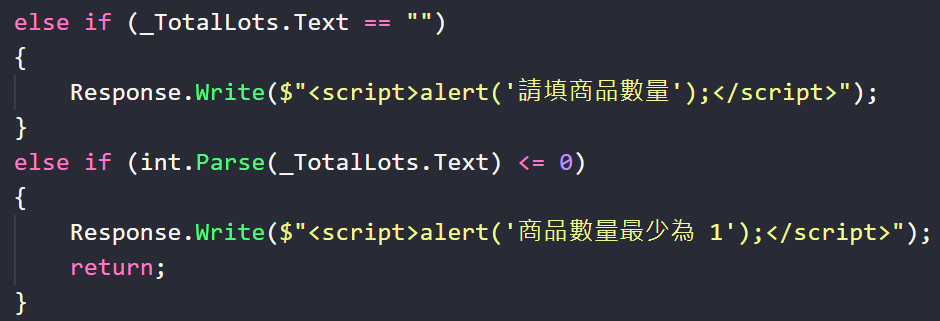 else if (_TotalLots.Text == "")
{
    Response.Write($"<script>alert('請填商品數量');</script>");
}
else if (int.Parse(_TotalLots.Text) <= 0)
{
    Response.Write($"<script>alert('商品數量最少為 1');</script>");
    return;
}